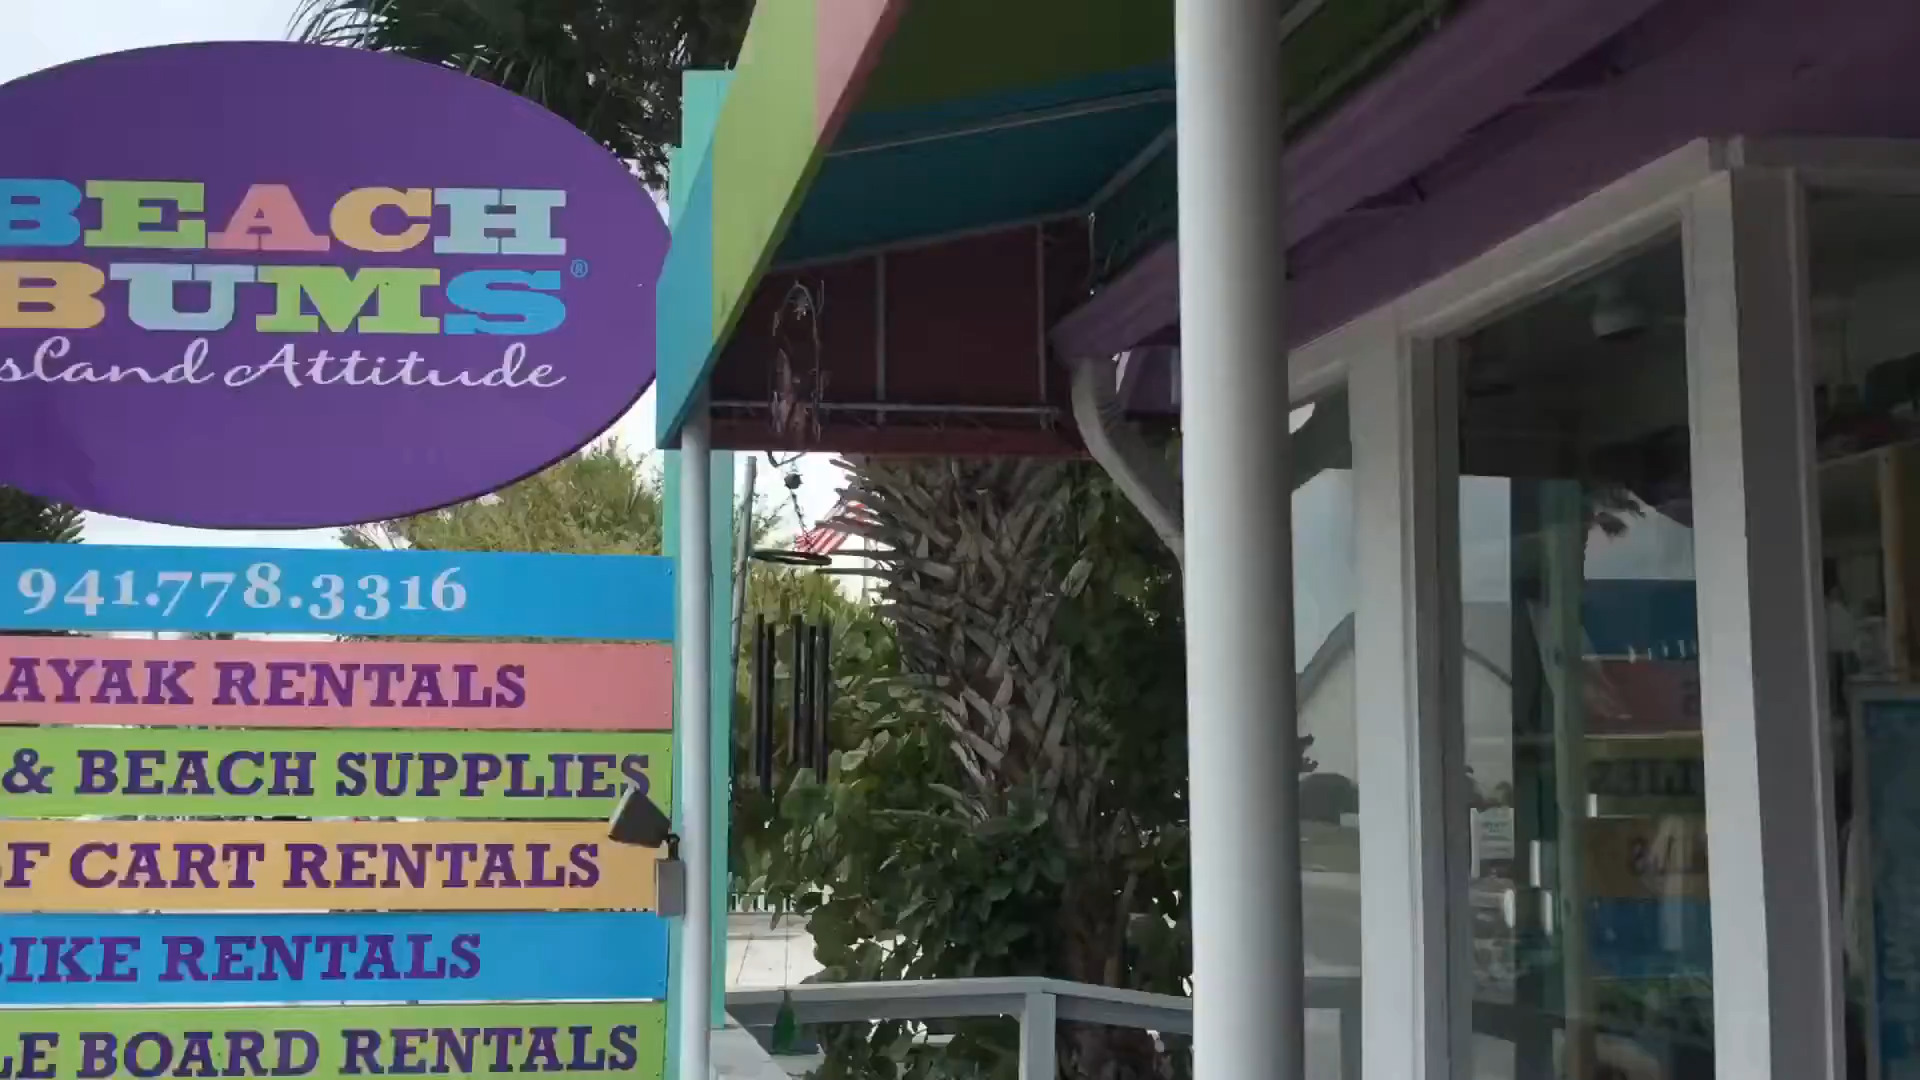 BEACH
BUMS®
sland Attitude
941.778.3316
AYAK RENTALS
& BEACH SUPPLIES
F CART RENTALS
IKE RENTALS
LE BOARD RENTALS